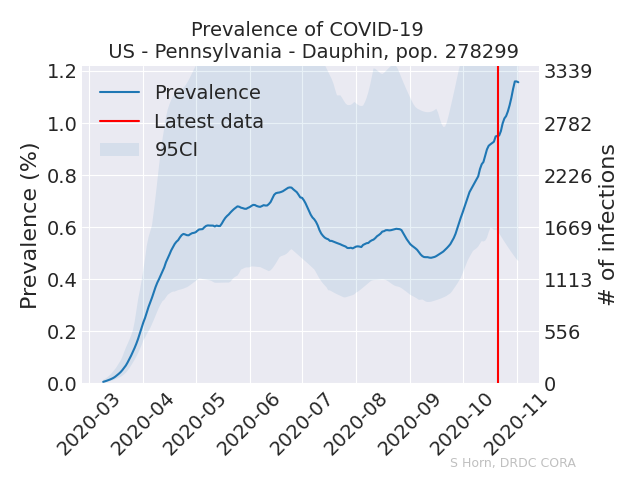 Prevalence of COVID-19
US - Pennsylvania - Dauphin, pop. 278299
Prevalence
Latest data
95CI
Prevalence (%)
1.2
1.0
0.8
0.6
0.4
0.2
0.0
3339
2782
2226
1669
1113
556
0
# of infections
2020-03
2020-04
2020-05
2020-06
2020-07
2020-08
2020-09
2020-10
2020-11
S Horn, DRDC CORA